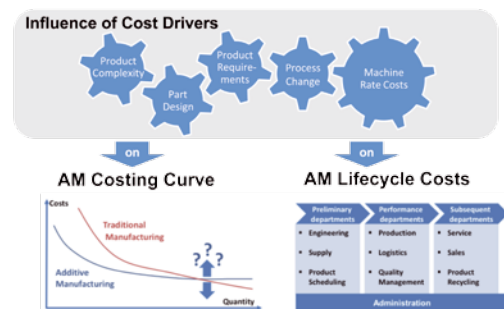 Influence of Cost Drivers
Product
Complexity
Part
Design
Product
Require-
ments
Process
Change
Machine
Rate Costs
on
on
AM Costing Curve
AM Lifecycle Costs
Costs
Traditional
Manufacturing
Additive
Manufacturing
? ? ?
Quantity
Preliminary
departments
Performance
departments
Subsequent
departments
▪ Engineering
▪ Supply
▪ Product
Scheduling
▪ Production
▪ Logistics
▪ Quality
Management
▪ Service
▪ Sales
▪ Product
Recycling
Administration